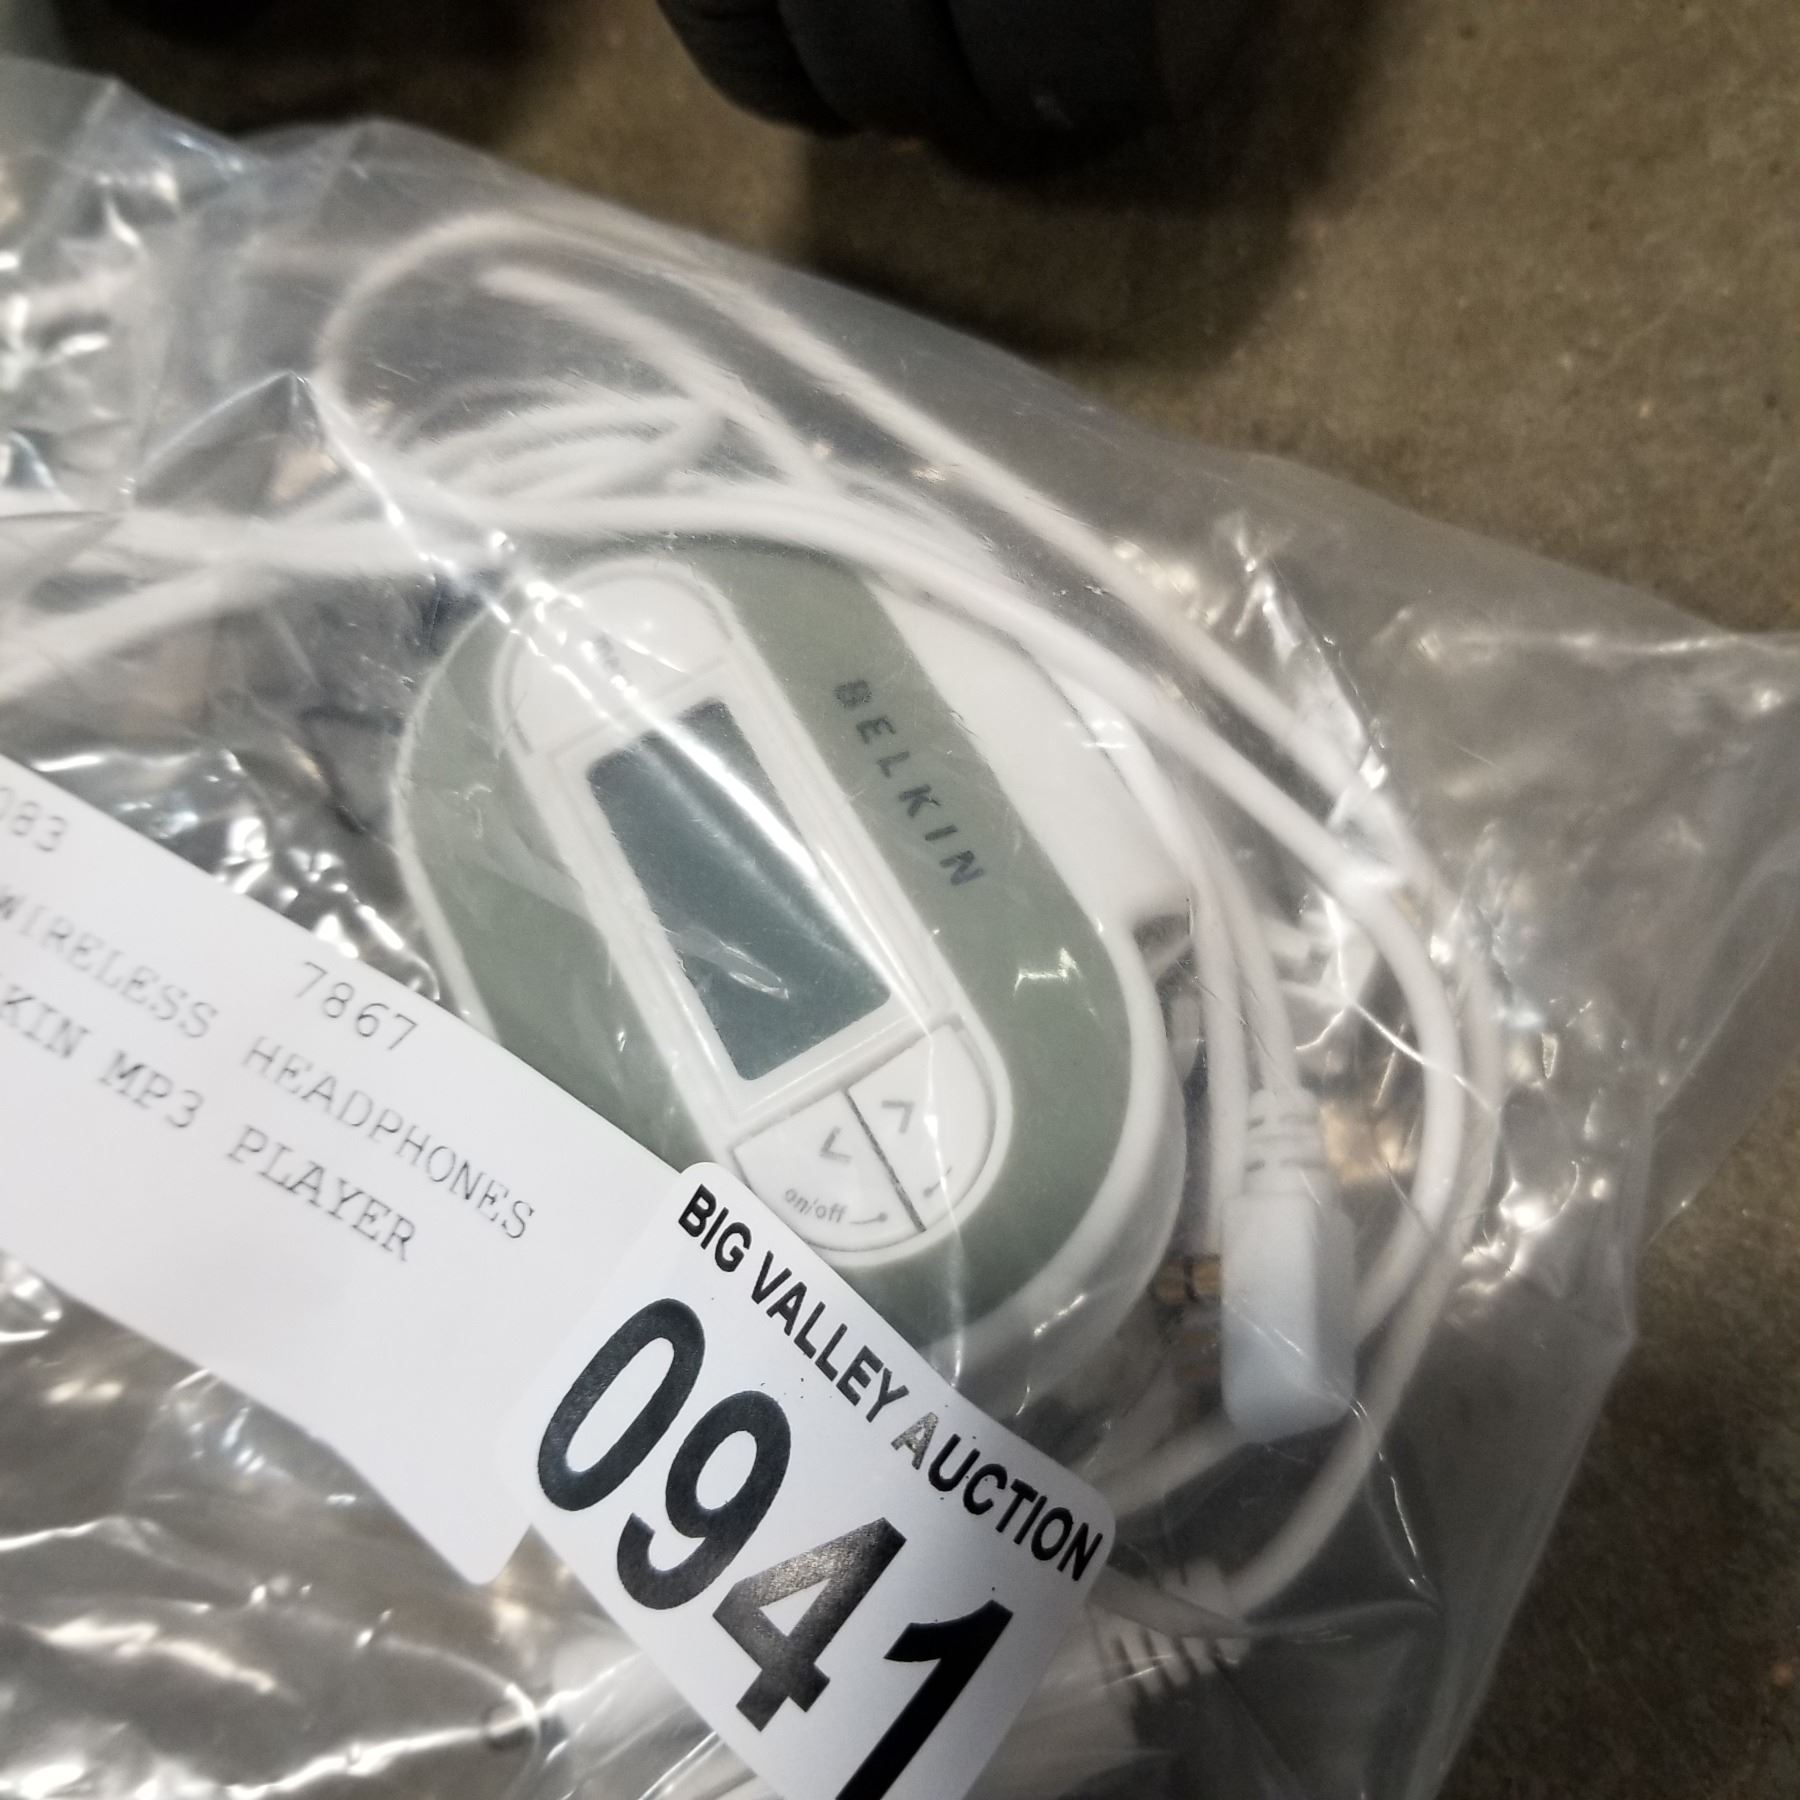 BELKIN
on/off
083
7867
WIRELESS HEADPHONES
KIN MP3 PLAYER
BIG VALLEY AUCTION
0941